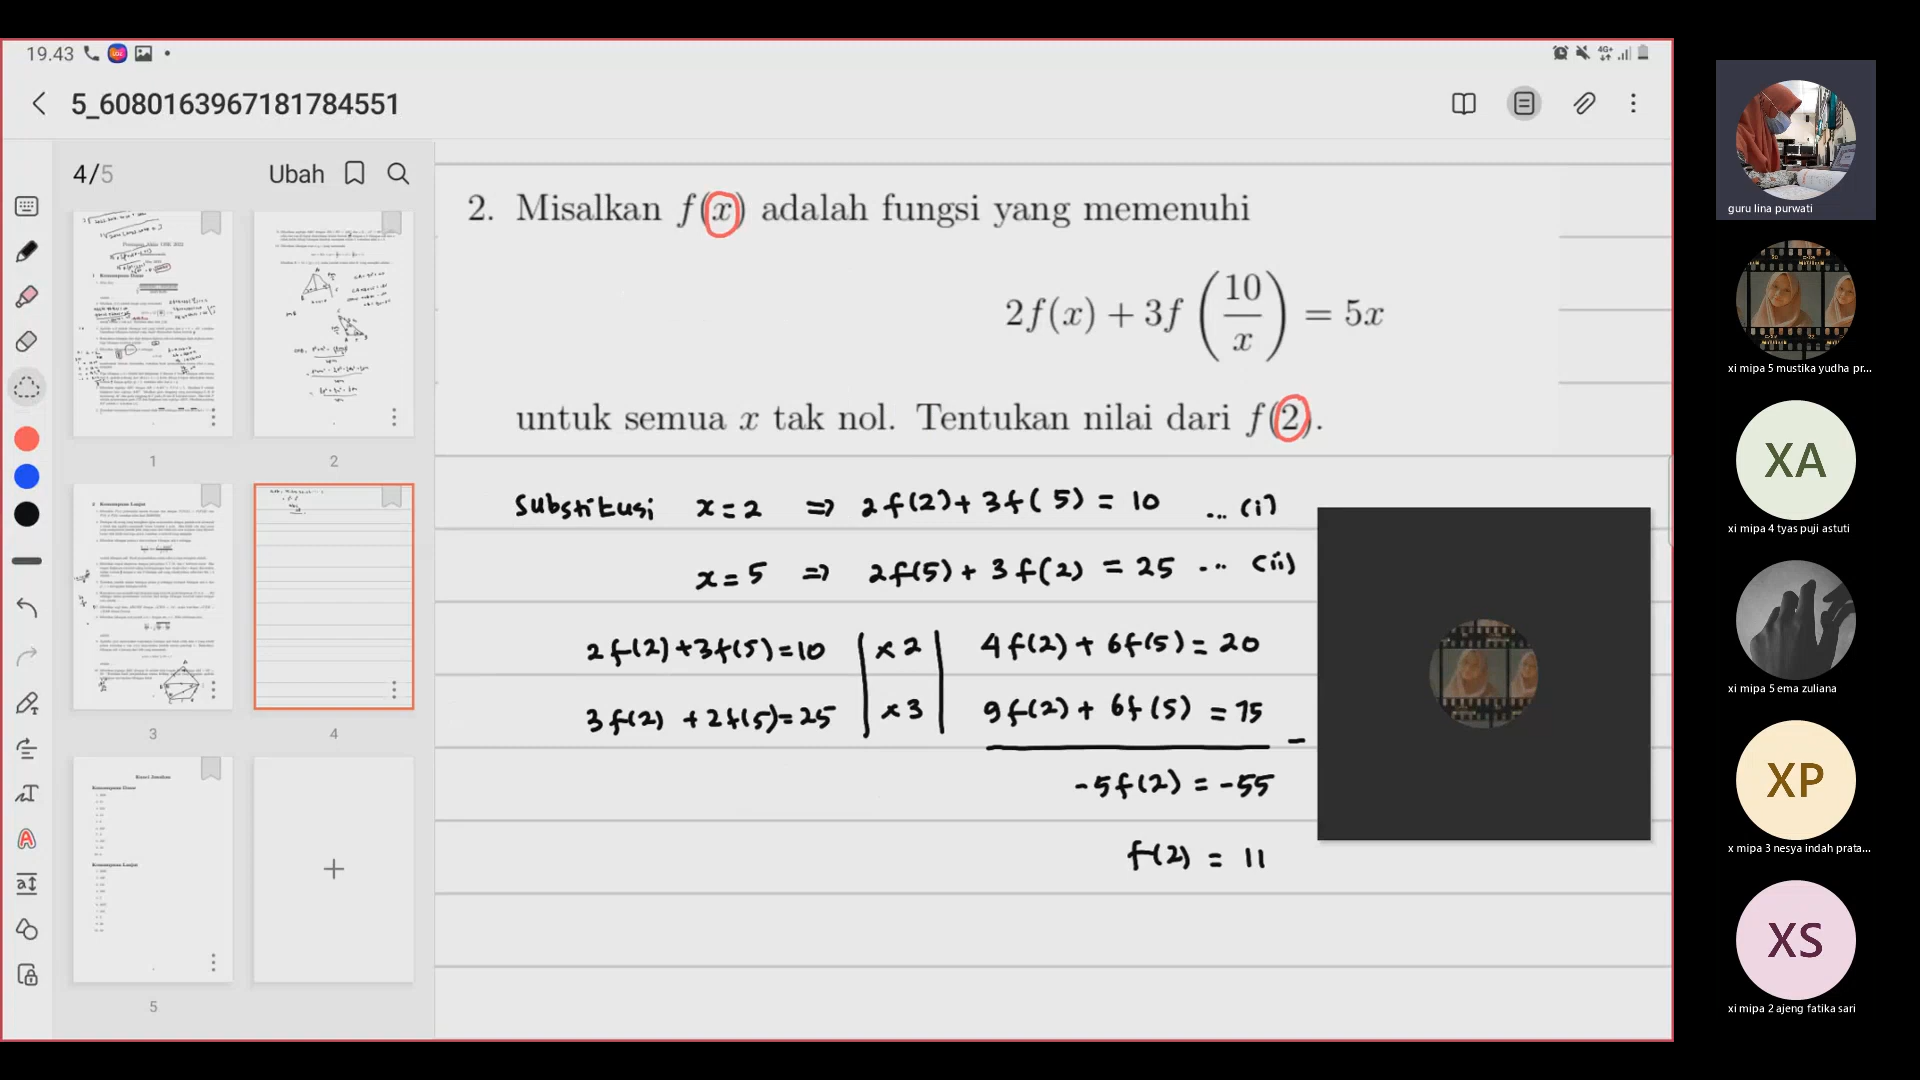 19.43
4G+
5_6080163967181784551
4/5
Ubah
1
2
3
4
5
2. Misalkan f(x) adalah fungsi yang memenuhi
2f(x) + 3f (10/x) = 5x
untuk semua x tak nol. Tentukan nilai dari f(2).
Substitusi x = 2 => 2f(2) + 3f(5) = 10 ... (i)
x = 5 => 2f(5) + 3f(2) = 25 ... (ii)
2f(2) + 3f(5) = 10 | x 2 | 4f(2) + 6f(5) = 20
3f(2) + 2f(5) = 25 | x 3 | 9f(2) + 6f(5) = 75 -
-5f(2) = -55
f(2) = 11
guru lina purwati
xi mipa 5 mustika yudha pr...
XA
xi mipa 4 tyas puji astuti
xi mipa 5 ema zuliana
XP
x mipa 3 nesya indah prata...
XS
xi mipa 2 ajeng fatika sari